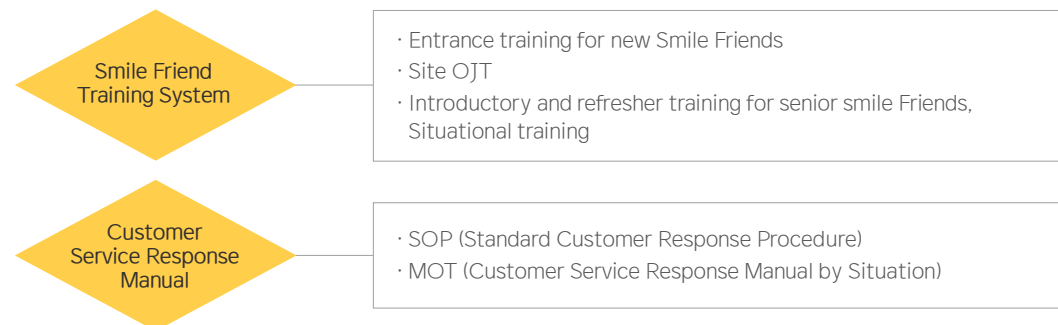 Smile Friend
Training System
· Entrance training for new Smile Friends
· Site OJT
· Introductory and refresher training for senior smile Friends,
Situational training
Customer
Service Response
Manual
· SOP (Standard Customer Response Procedure)
· MOT (Customer Service Response Manual by Situation)